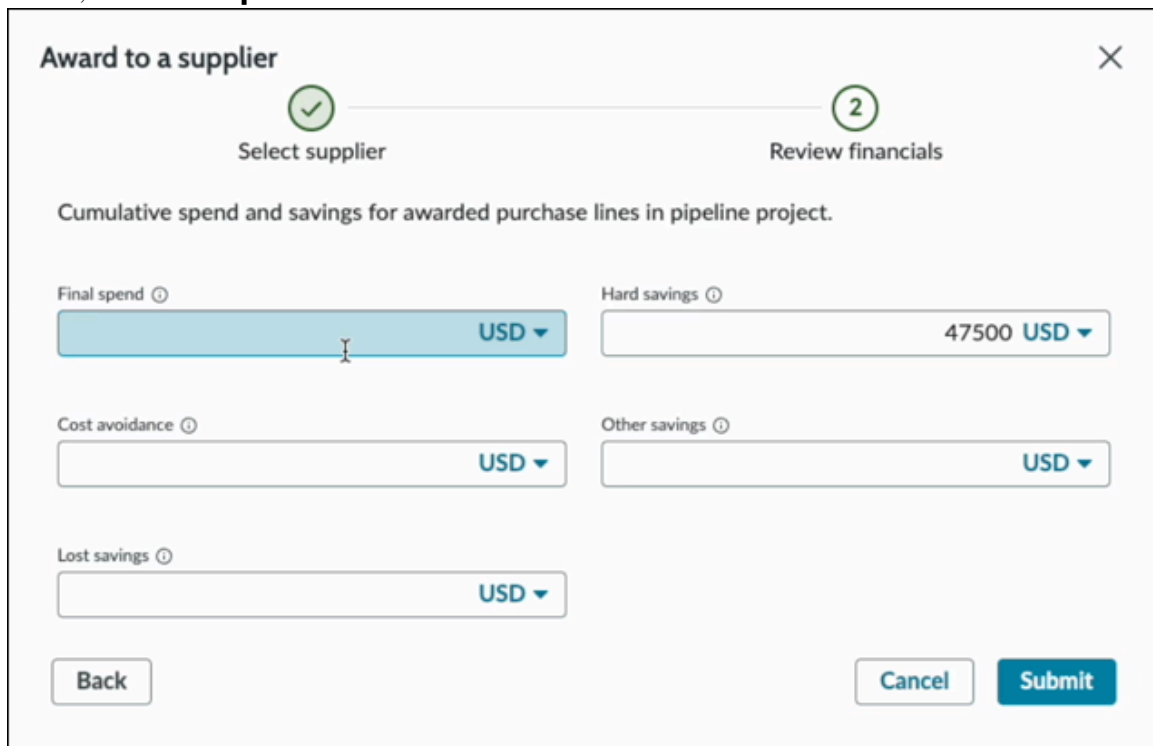 Award to a supplier
2
Select supplier
Review financials
Cumulative spend and savings for awarded purchase lines in pipeline project.
Final spend
Hard savings
USD
47500 USD
Cost avoidance
Other savings
USD
USD
Lost savings
USD
Back
Cancel
Submit